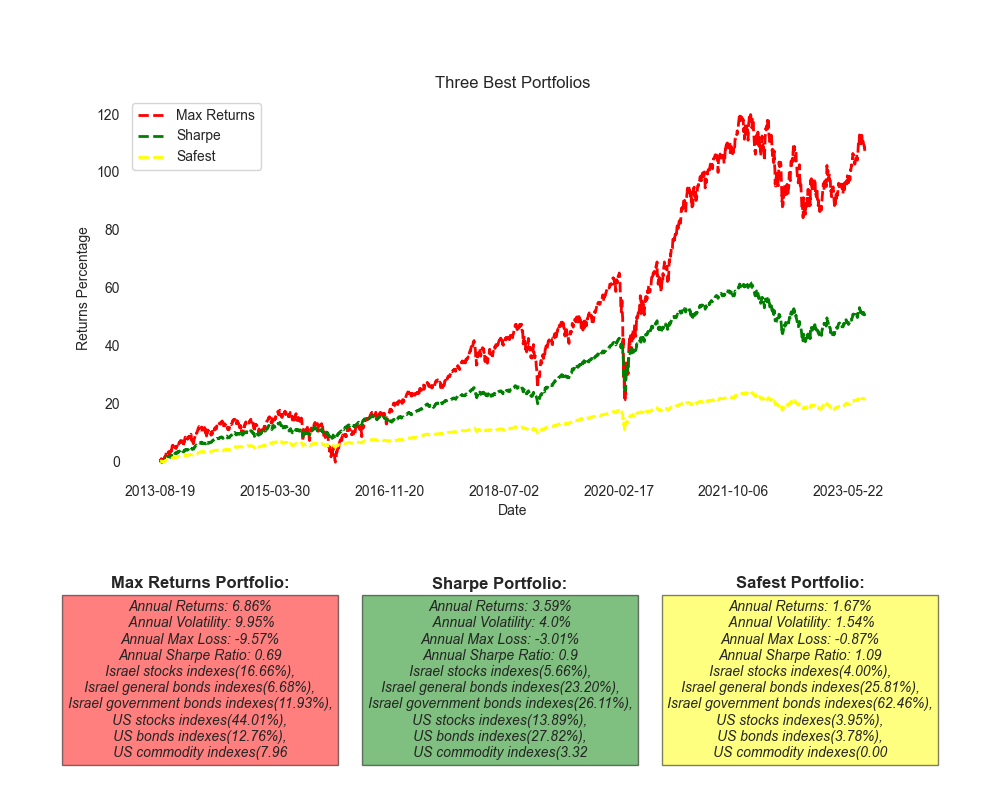 Three Best Portfolios
Max Returns
Sharpe
Safest
Returns Percentage
120
100
80
60
40
20
0
2013-08-19
2015-03-30
2016-11-20
2018-07-02
2020-02-17
2021-10-06
2023-05-22
Date
Max Returns Portfolio:
Annual Returns: 6.86%
Annual Volatility: 9.95%
Annual Max Loss: -9.57%
Annual Sharpe Ratio: 0.69
Israel stocks indexes(16.66%),
Israel general bonds indexes(6.68%),
Israel government bonds indexes(11.93%),
US stocks indexes(44.01%),
US bonds indexes(12.76%),
US commodity indexes(7.96
Sharpe Portfolio:
Annual Returns: 3.59%
Annual Volatility: 4.0%
Annual Max Loss: -3.01%
Annual Sharpe Ratio: 0.9
Israel stocks indexes(5.66%),
Israel general bonds indexes(23.20%),
Israel government bonds indexes(26.11%),
US stocks indexes(13.89%),
US bonds indexes(27.82%),
US commodity indexes(3.32
Safest Portfolio:
Annual Returns: 1.67%
Annual Volatility: 1.54%
Annual Max Loss: -0.87%
Annual Sharpe Ratio: 1.09
Israel stocks indexes(4.00%),
Israel general bonds indexes(25.81%),
Israel government bonds indexes(62.46%),
US stocks indexes(3.95%),
US bonds indexes(3.78%),
US commodity indexes(0.00